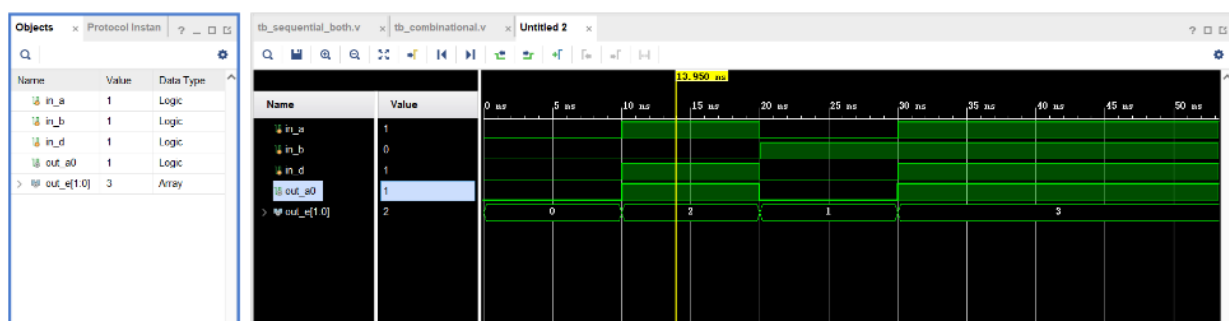 Objects × Protocol Instan ? _
tb_sequential_both.v × tb_combinational.v × Untitled 2 × ?
Name Value Data Type
in_a 1 Logic
in_b 1 Logic
in_d 1 Logic
out_a0 1 Logic
> out_e[1:0] 3 Array
13.950 ns
Name Value
0 ns 5 ns 10 ns 15 ns 20 ns 25 ns 30 ns 35 ns 40 ns 45 ns 50 ns
in_a 1
in_b 0
in_d 1
out_a0 1
> out_e[1:0] 2 0 2 1 3